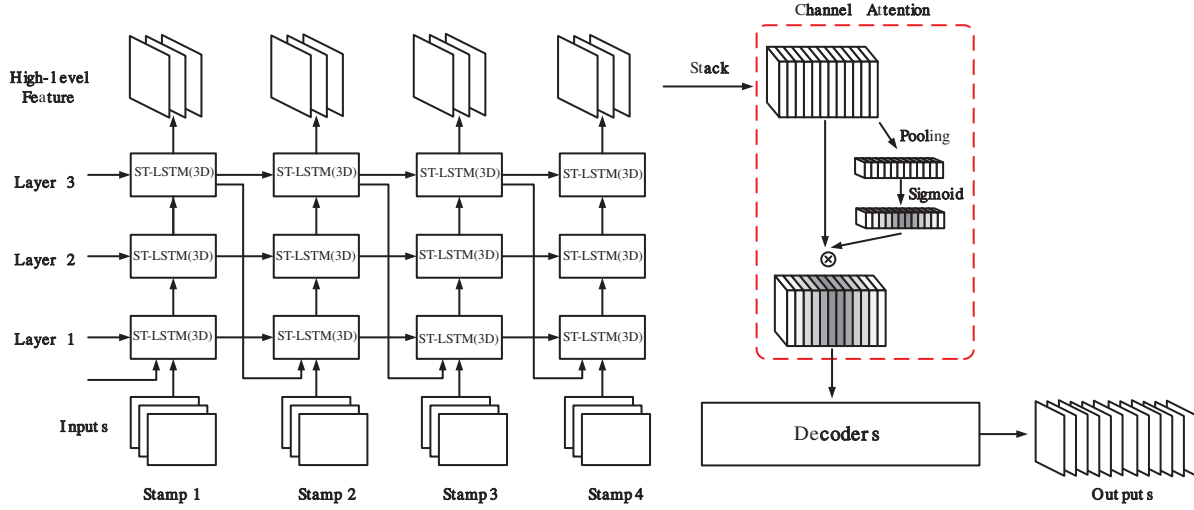 Channel Attention
High-level
Feature
Stack
Pooling
Layer 3
ST-LSTM(3D) ST-LSTM(3D) ST-LSTM(3D) ST-LSTM(3D)
Sigmoid
Layer 2
ST-LSTM(3D) ST-LSTM(3D) ST-LSTM(3D) ST-LSTM(3D)
Layer 1
ST-LSTM(3D) ST-LSTM(3D) ST-LSTM(3D) ST-LSTM(3D)
Inputs
Decoders
Stamp 1 Stamp 2 Stamp 3 Stamp 4
Outputs